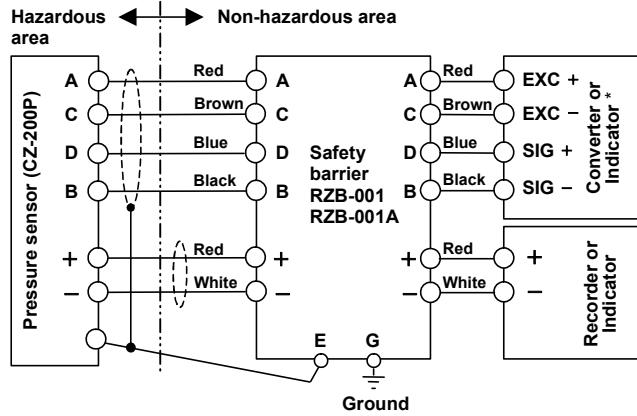 Hazardous area
Non-hazardous area
Pressure sensor (CZ-200P)
A Red A A Red EXC +
C Brown C C Brown EXC −
D Blue D D Blue SIG +
B Black B B Black SIG −
Safety
barrier
RZB-001
RZB-001A
Converter or
Indicator *
+ Red + + Red +
− White − − White −
Recorder or
Indicator
E G
Ground